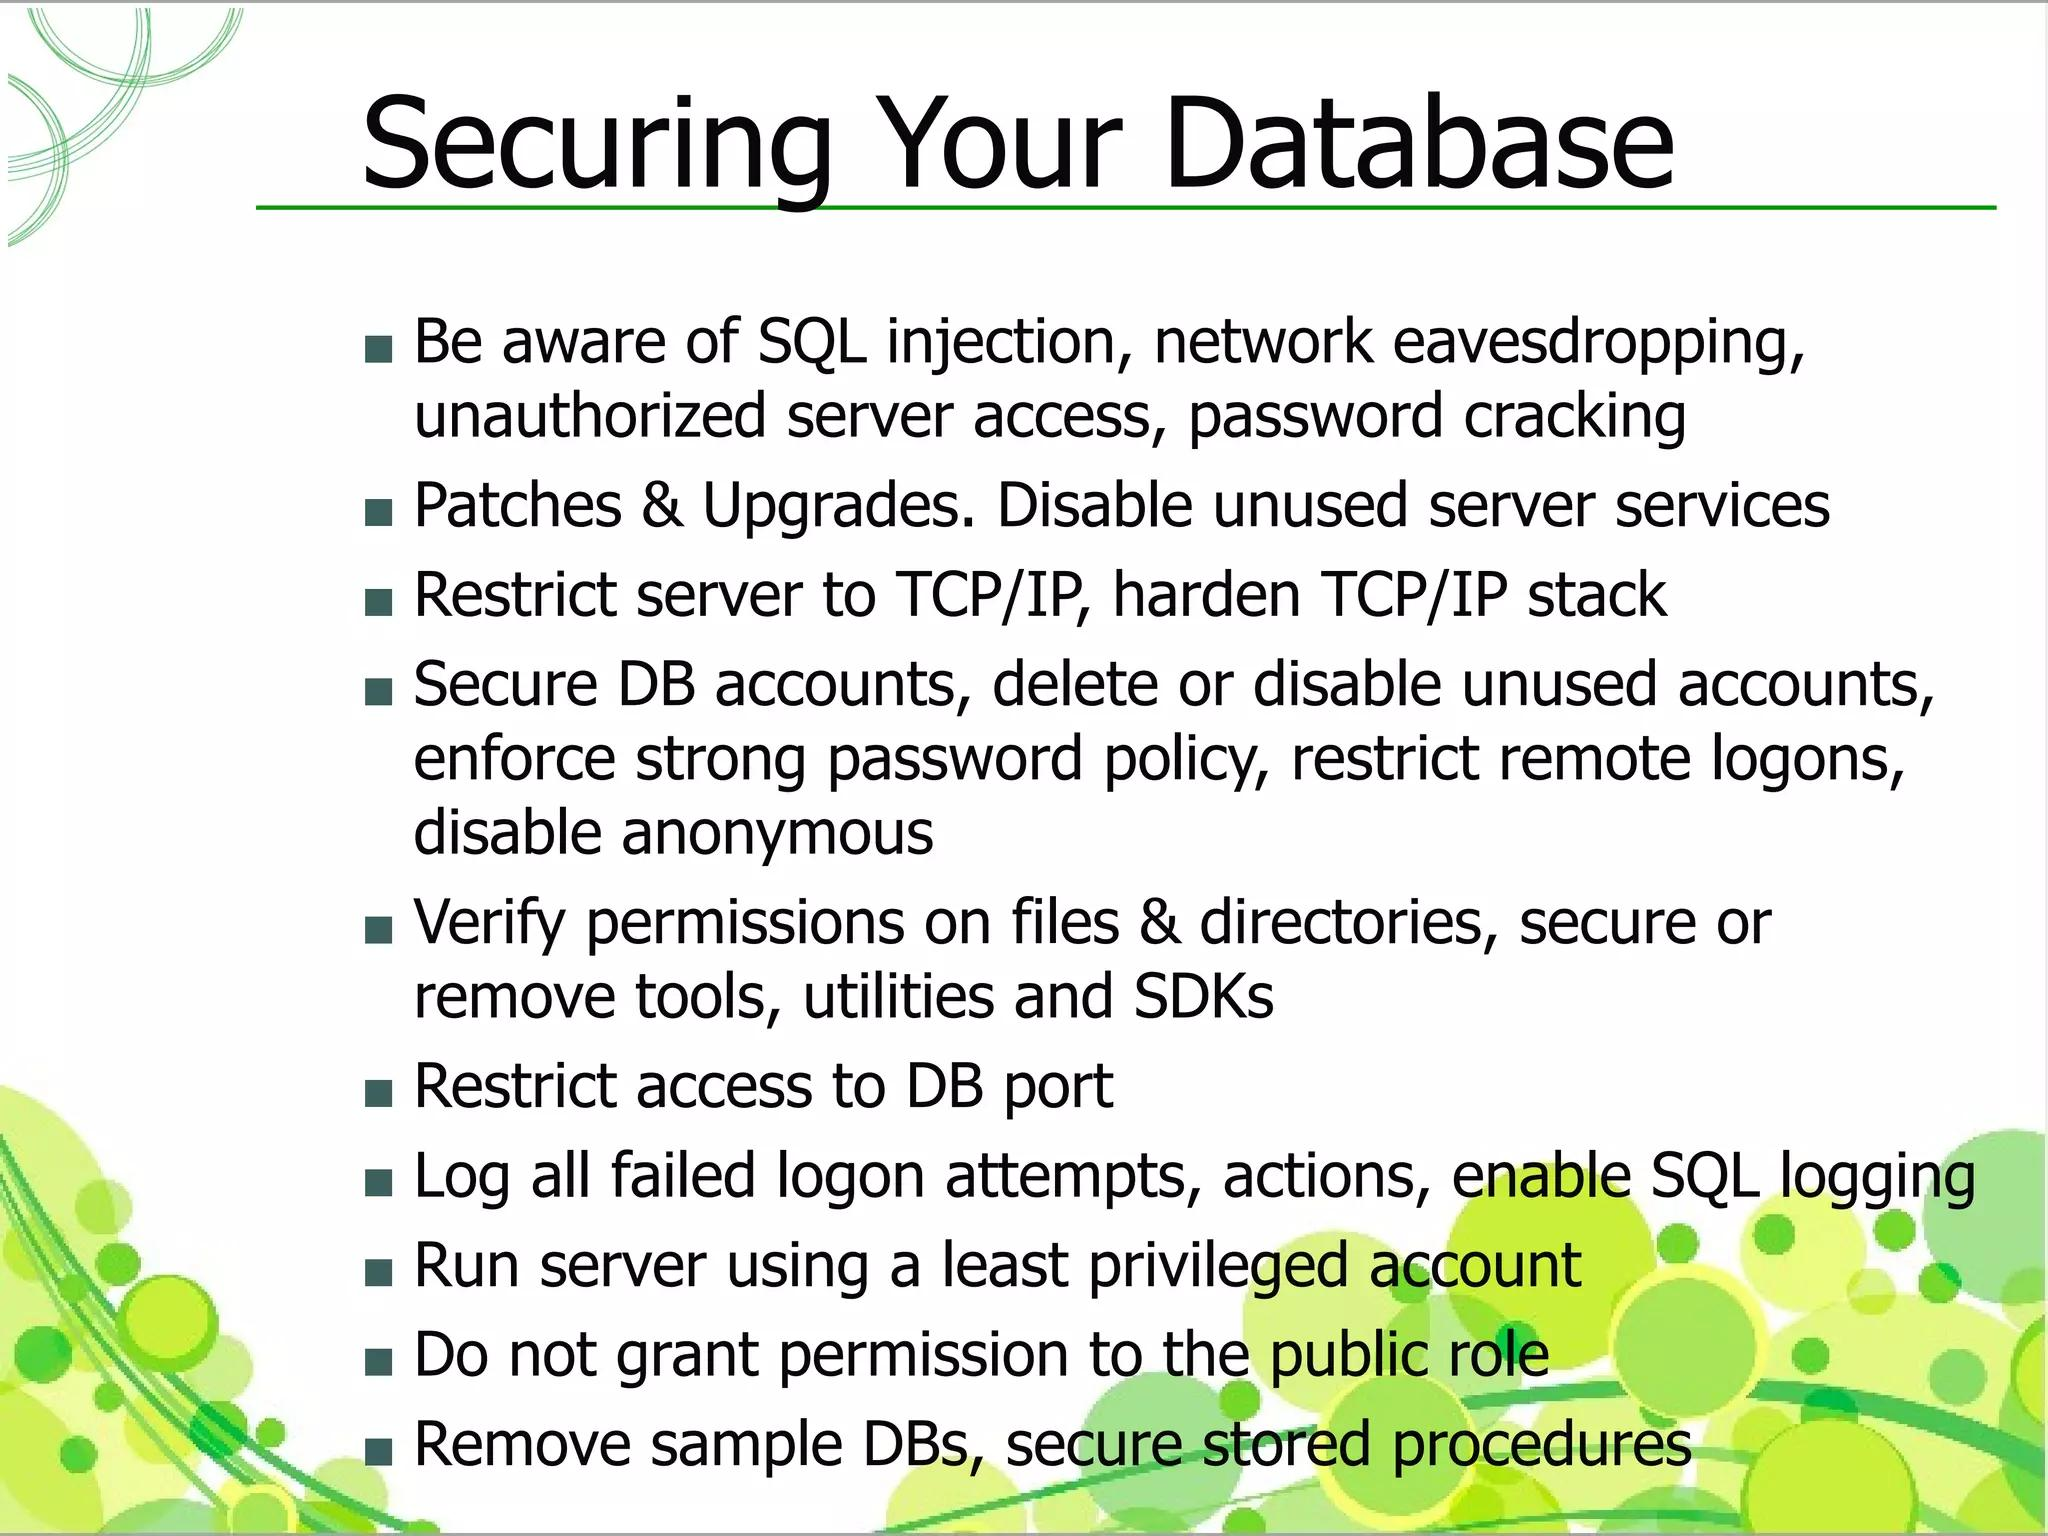 Securing Your Database
■ Be aware of SQL injection, network eavesdropping,
unauthorized server access, password cracking
■ Patches & Upgrades. Disable unused server services
■ Restrict server to TCP/IP, harden TCP/IP stack
■ Secure DB accounts, delete or disable unused accounts,
enforce strong password policy, restrict remote logons,
disable anonymous
■ Verify permissions on files & directories, secure or
remove tools, utilities and SDKs
■ Restrict access to DB port
■ Log all failed logon attempts, actions, enable SQL logging
■ Run server using a least privileged account
■ Do not grant permission to the public role
■ Remove sample DBs, secure stored procedures